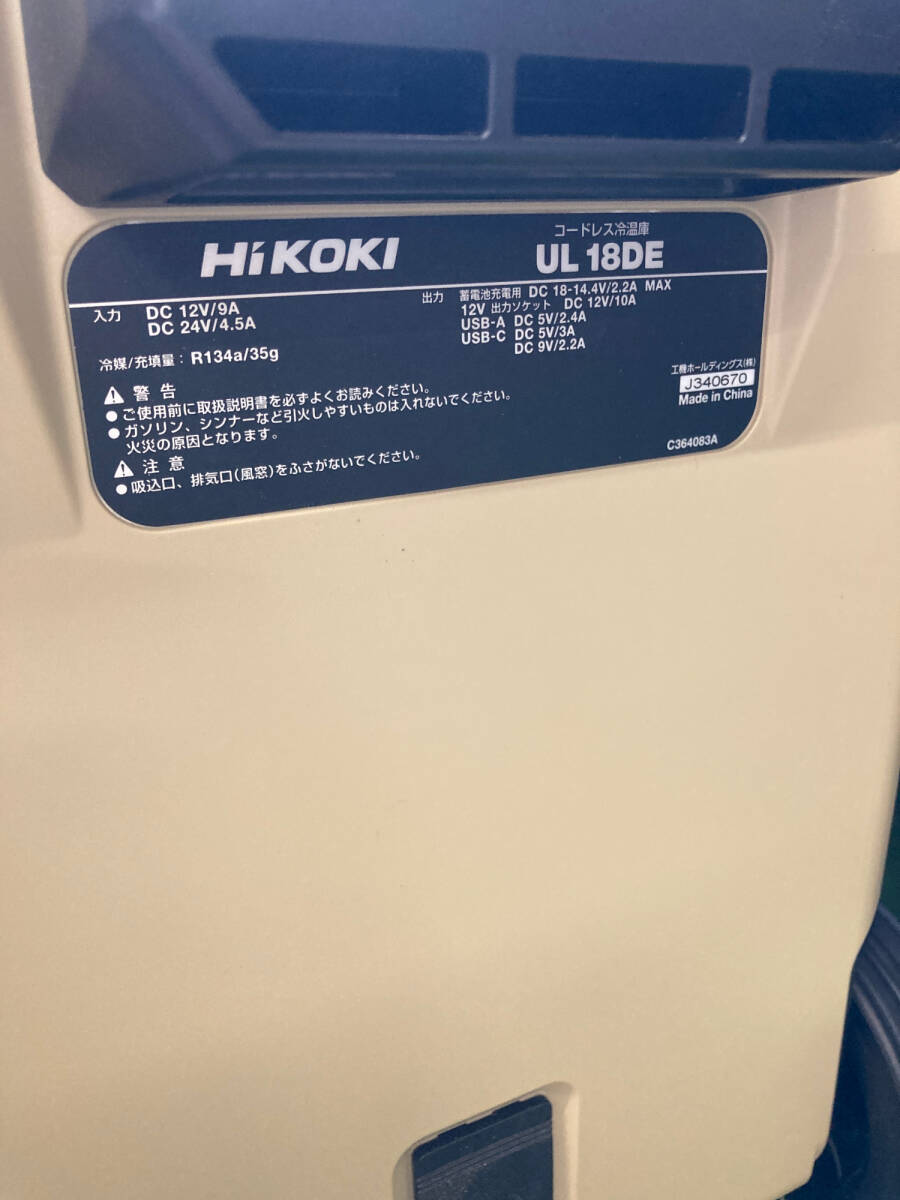 HiKOKI
コードレス冷温庫
UL 18DE
入力 DC 12V/9A
DC 24V/4.5A
冷媒/充填量: R134a/35g
出力 蓄電池充電用 DC 18-14.4V/2.2A MAX
12V 出力ソケット DC 12V/10A
USB-A DC 5V/2.4A
USB-C DC 5V/3A
DC 9V/2.2A
警告
●ご使用前に取扱説明書を必ずよくお読みください。
●ガソリン、シンナーなど引火しやすいものは入れないでください。
火災の原因となります。
注意
●吸込口、排気口(風窓)をふさがないでください。
工機ホールディングス(株)
J340670
Made in China
C364083A